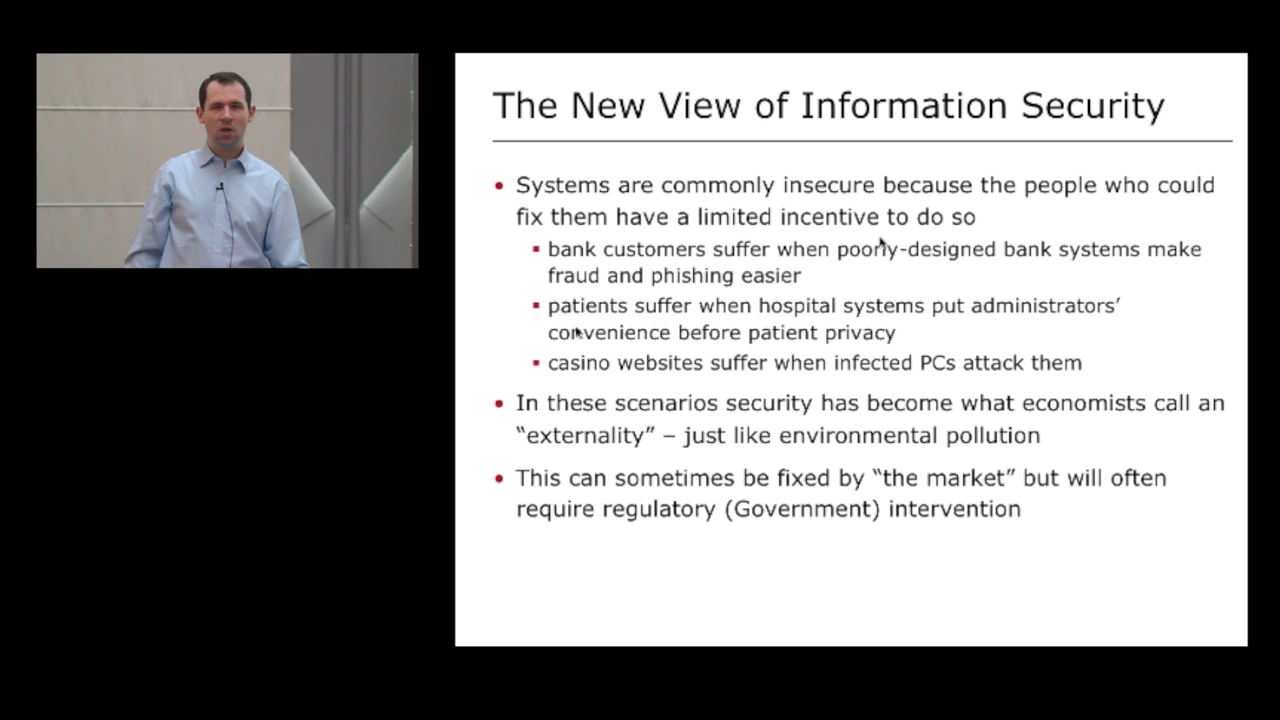 The New View of Information Security
• Systems are commonly insecure because the people who could
fix them have a limited incentive to do so
▪ bank customers suffer when poorly-designed bank systems make
fraud and phishing easier
▪ patients suffer when hospital systems put administrators’
convenience before patient privacy
▪ casino websites suffer when infected PCs attack them
• In these scenarios security has become what economists call an
“externality” – just like environmental pollution
• This can sometimes be fixed by “the market” but will often
require regulatory (Government) intervention